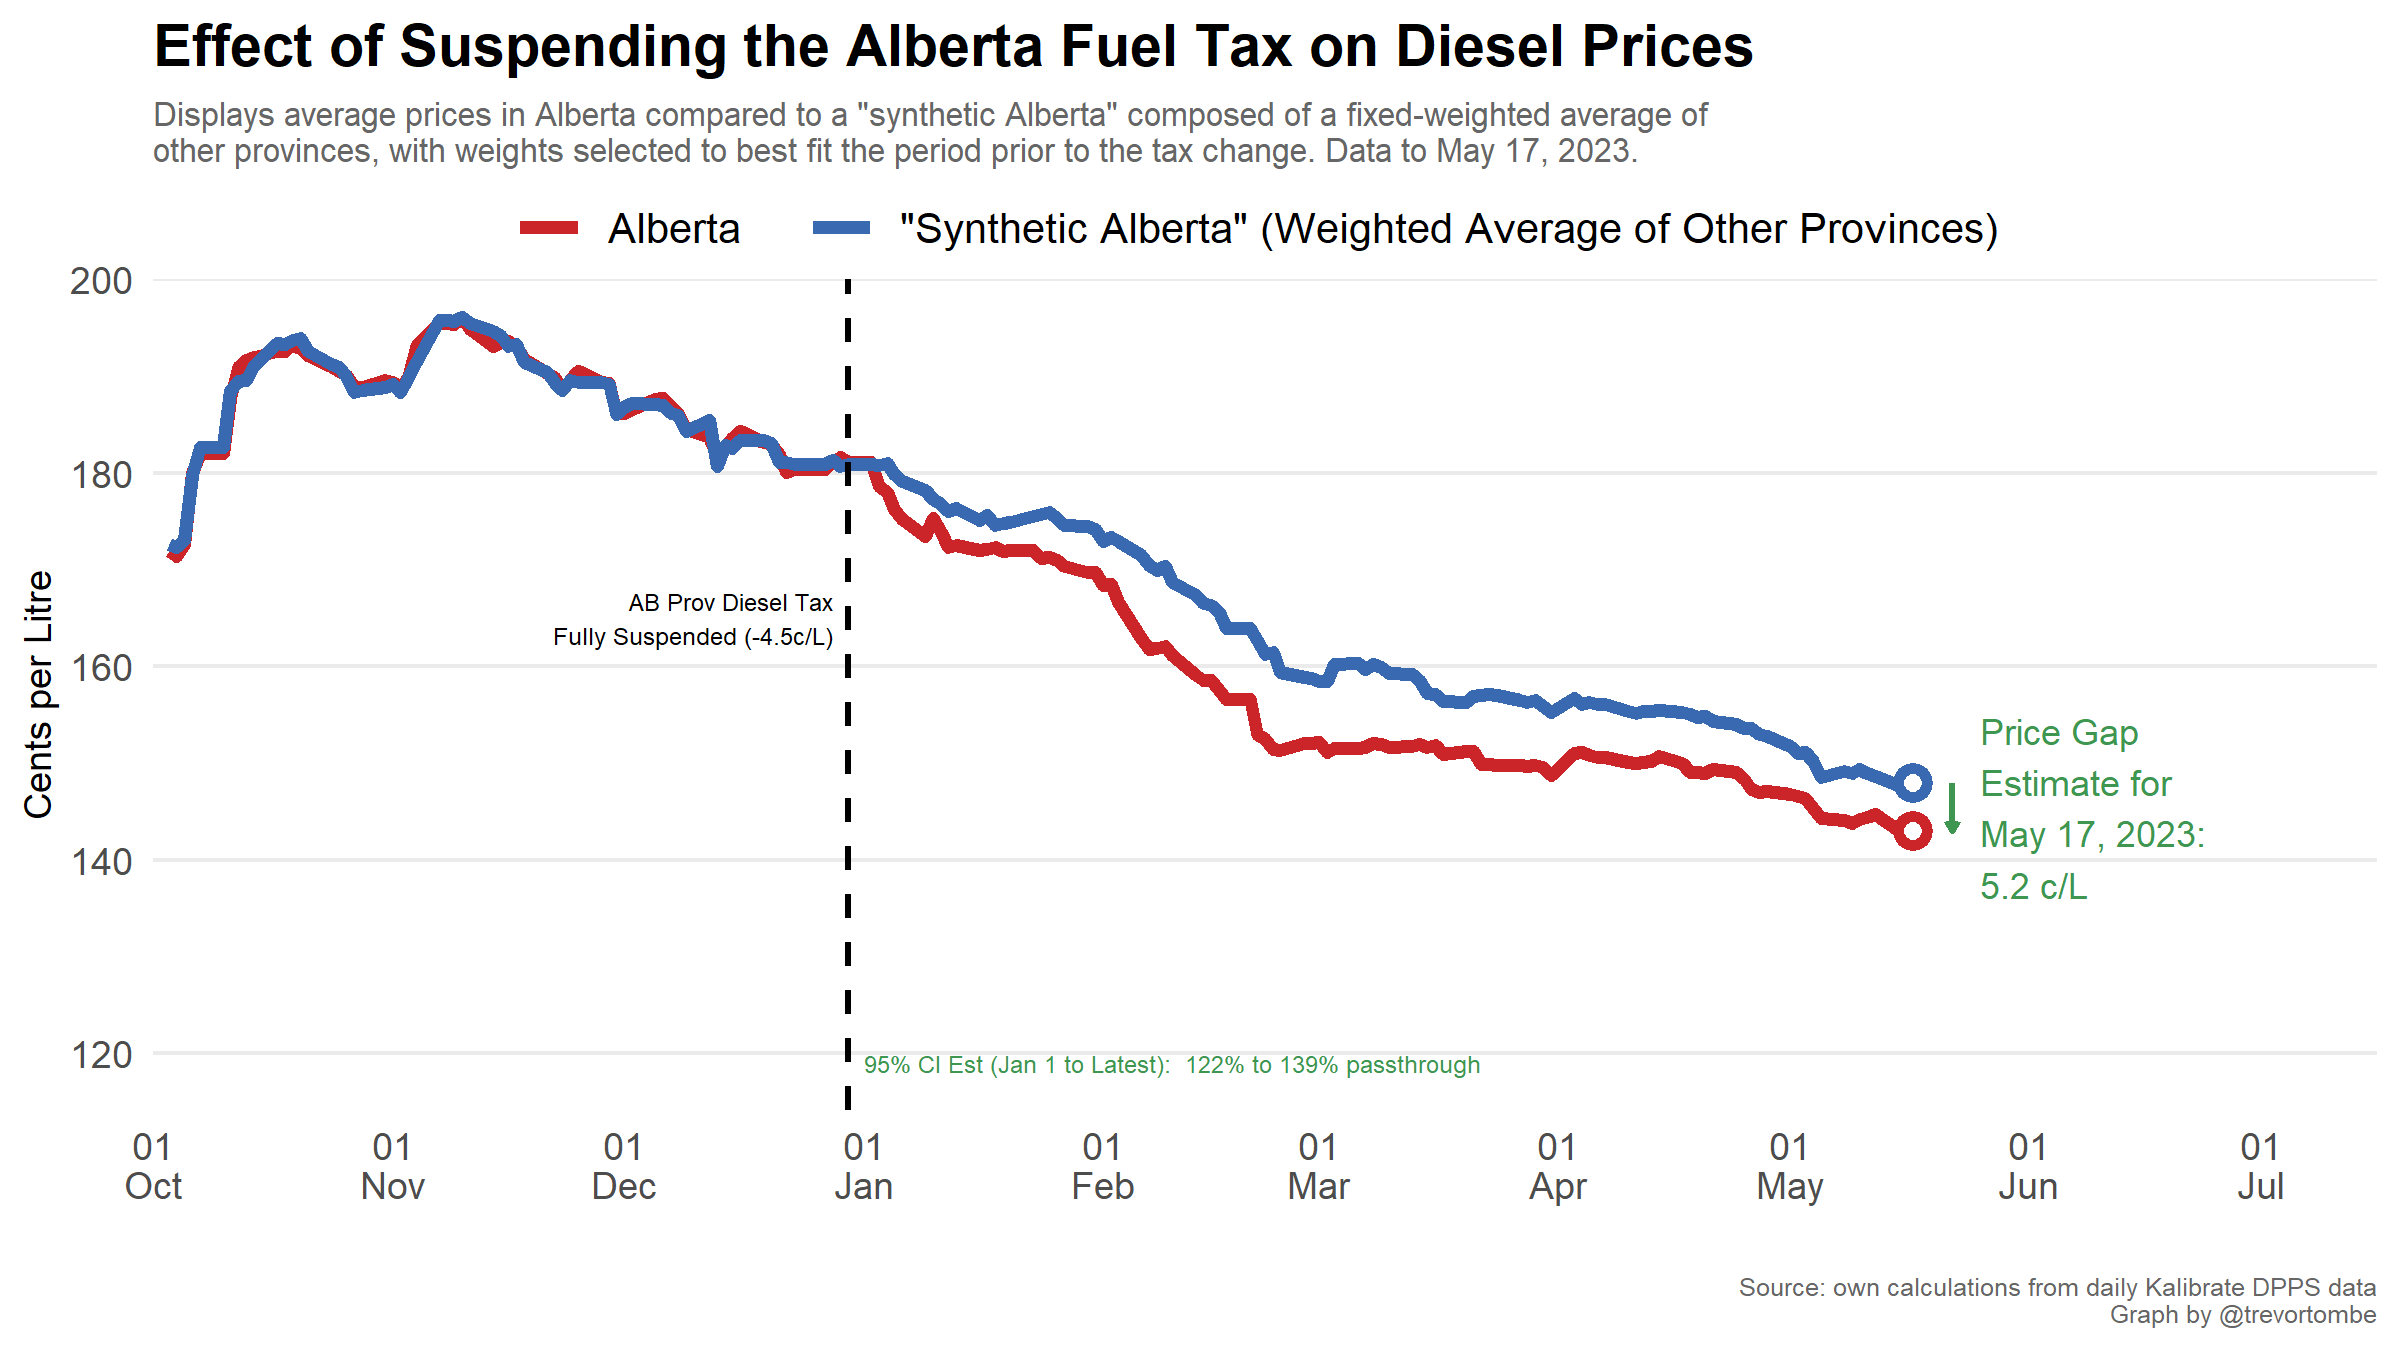 Effect of Suspending the Alberta Fuel Tax on Diesel Prices
Displays average prices in Alberta compared to a "synthetic Alberta" composed of a fixed-weighted average of
other provinces, with weights selected to best fit the period prior to the tax change. Data to May 17, 2023.
Alberta
"Synthetic Alberta" (Weighted Average of Other Provinces)
Cents per Litre
200
180
160
140
120
AB Prov Diesel Tax
Fully Suspended (-4.5c/L)
Price Gap
Estimate for
May 17, 2023:
5.2 c/L
95% CI Est (Jan 1 to Latest):  122% to 139% passthrough
01 01 01 01 01 01 01 01 01 01
Oct Nov Dec Jan Feb Mar Apr May Jun Jul
Source: own calculations from daily Kalibrate DPPS data
Graph by @trevortombe